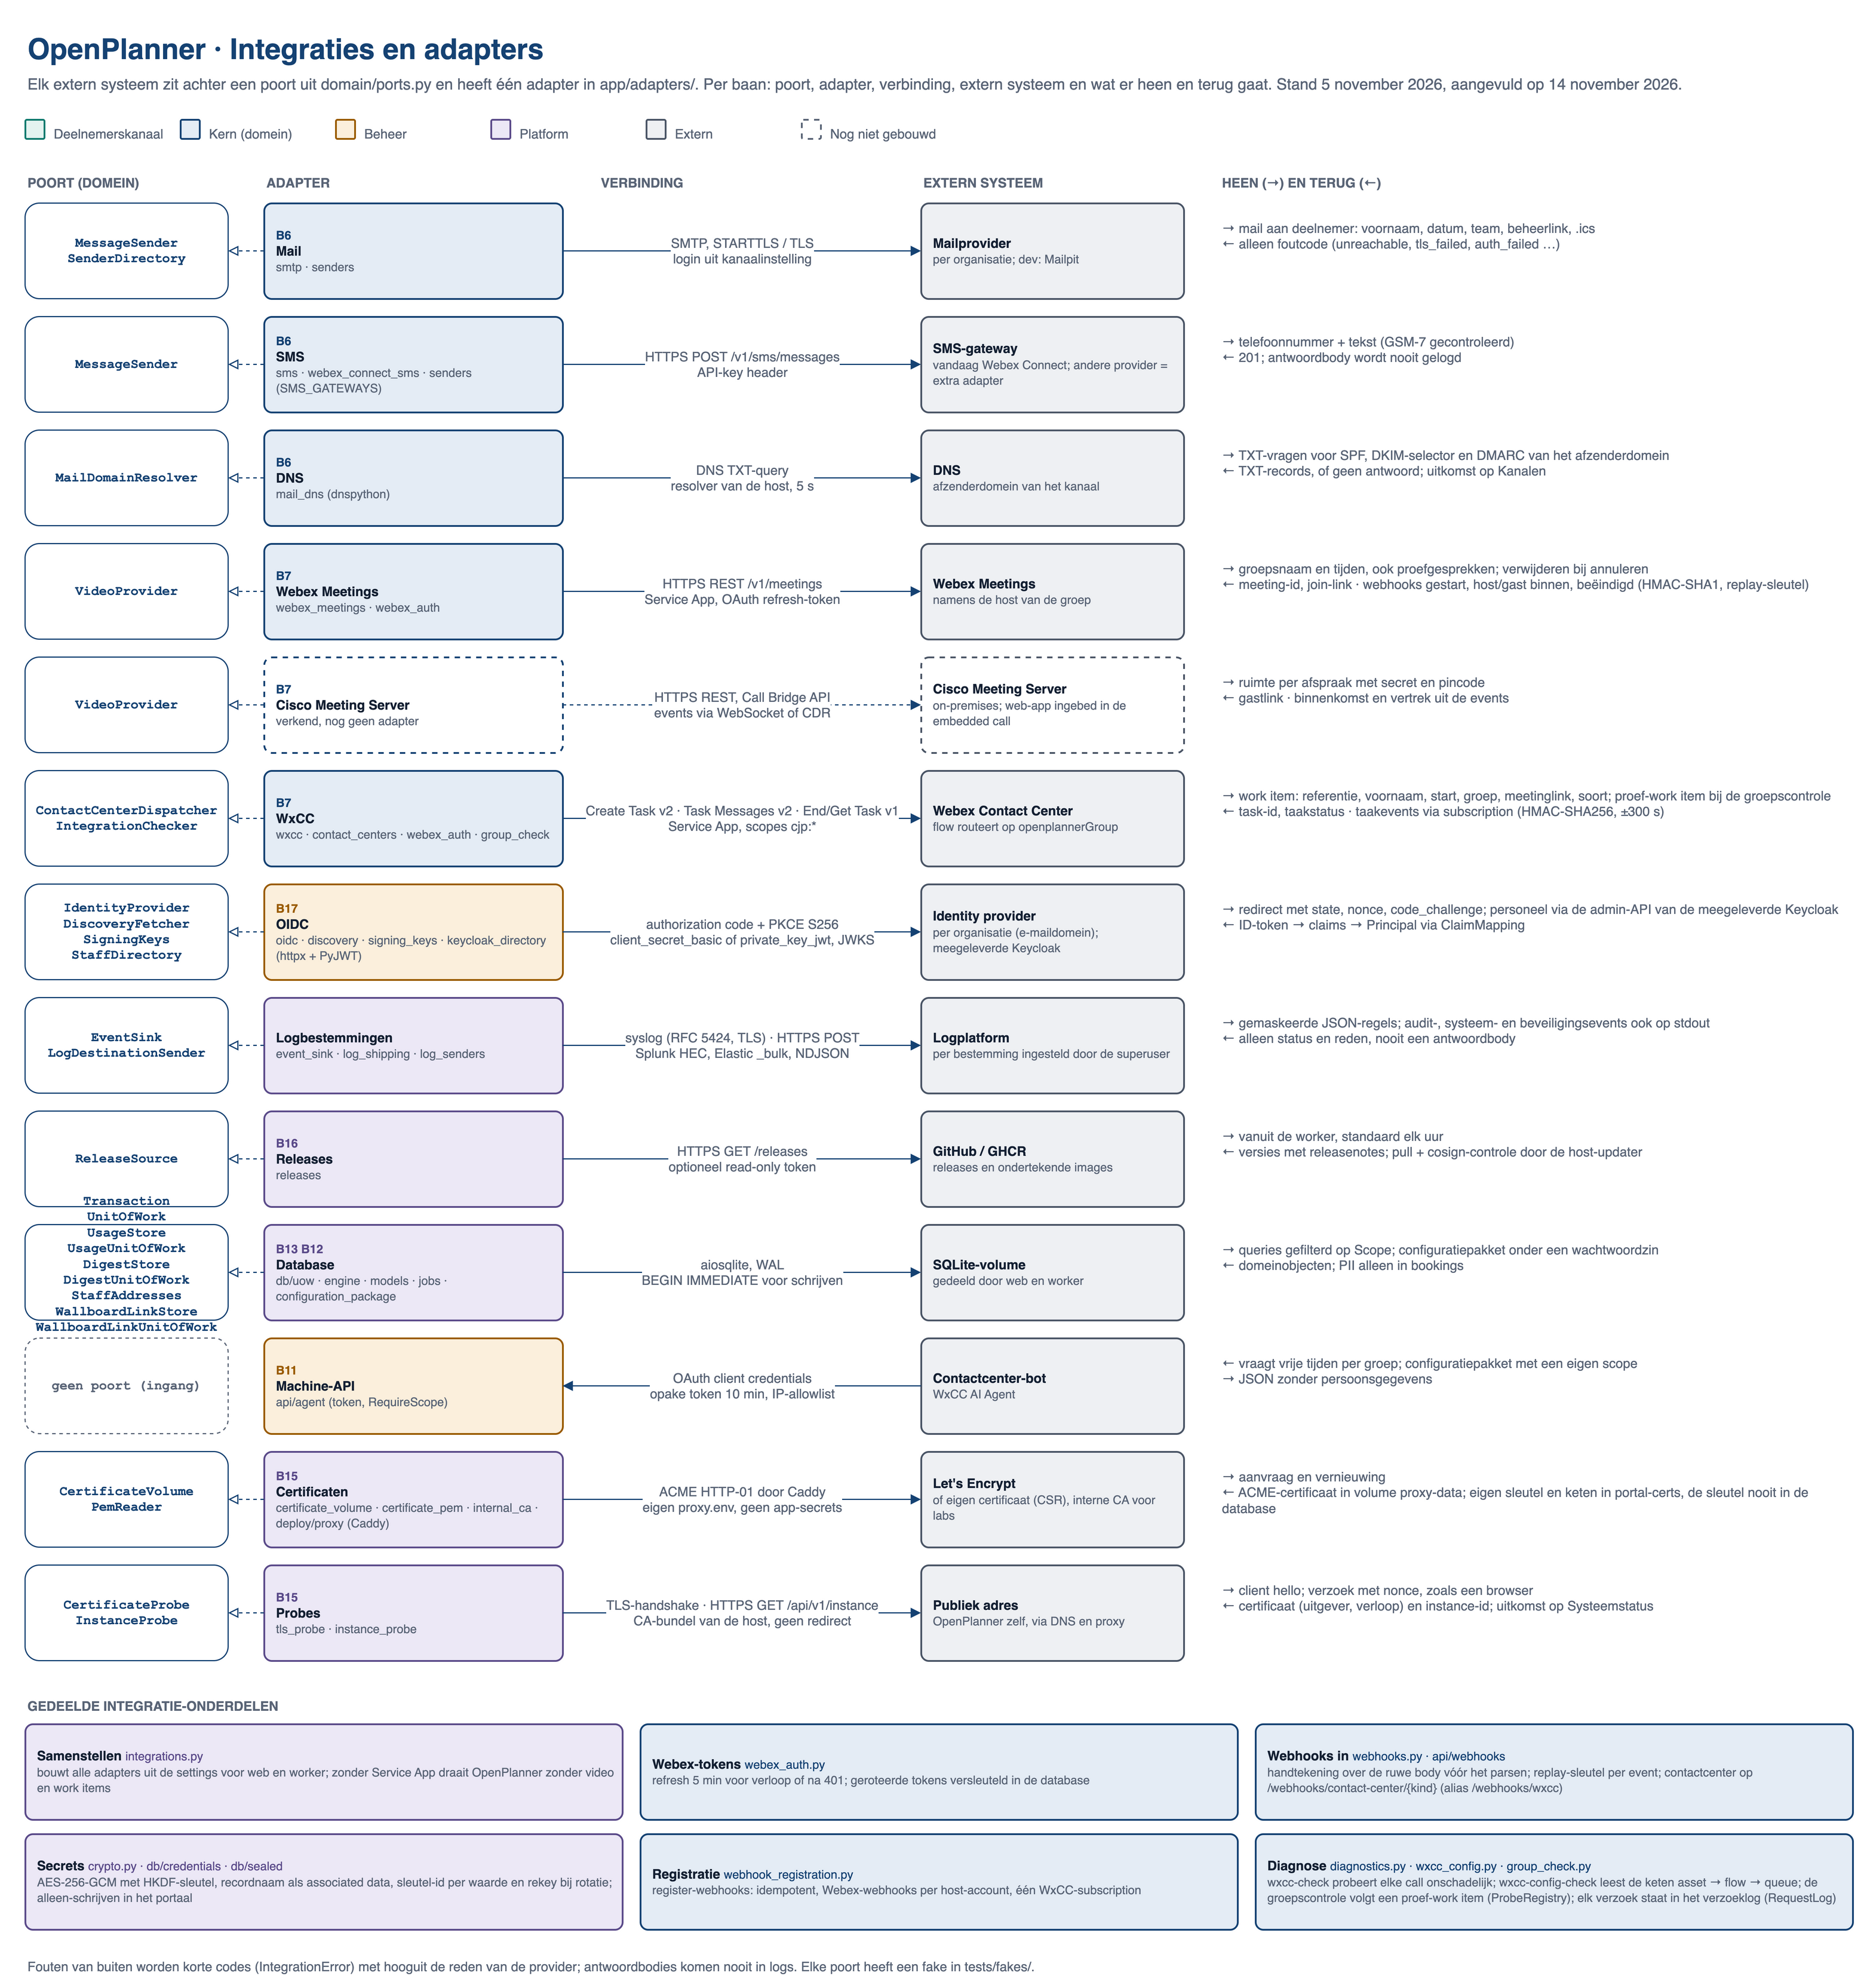 OpenPlanner · Integraties en adapters
Elk extern systeem zit achter een poort uit domain/ports.py en heeft één adapter in app/adapters/. Per baan: poort, adapter, verbinding, extern systeem en wat er heen en terug gaat. Stand 5 november 2026, aangevuld op 14 november 2026.
Deelnemerskanaal
Kern (domein)
Beheer
Platform
Extern
Nog niet gebouwd
POORT (DOMEIN)
ADAPTER
VERBINDING
EXTERN SYSTEEM
HEEN (→) EN TERUG (←)
MessageSender
SenderDirectory
B6
Mail
smtp · senders
SMTP, STARTTLS / TLS
login uit kanaalinstelling
Mailprovider
per organisatie; dev: Mailpit
→ mail aan deelnemer: voornaam, datum, team, beheerlink, .ics
← alleen foutcode (unreachable, tls_failed, auth_failed …)
MessageSender
B6
SMS
sms · webex_connect_sms · senders
(SMS_GATEWAYS)
HTTPS POST /v1/sms/messages
API-key header
SMS-gateway
vandaag Webex Connect; andere provider =
extra adapter
→ telefoonnummer + tekst (GSM-7 gecontroleerd)
← 201; antwoordbody wordt nooit gelogd
MailDomainResolver
B6
DNS
mail_dns (dnspython)
DNS TXT-query
resolver van de host, 5 s
DNS
afzenderdomein van het kanaal
→ TXT-vragen voor SPF, DKIM-selector en DMARC van het afzenderdomein
← TXT-records, of geen antwoord; uitkomst op Kanalen
VideoProvider
B7
Webex Meetings
webex_meetings · webex_auth
HTTPS REST /v1/meetings
Service App, OAuth refresh-token
Webex Meetings
namens de host van de groep
→ groepsnaam en tijden, ook proefgesprekken; verwijderen bij annuleren
← meeting-id, join-link · webhooks gestart, host/gast binnen, beëindigd (HMAC-SHA1, replay-sleutel)
VideoProvider
B7
Cisco Meeting Server
verkend, nog geen adapter
HTTPS REST, Call Bridge API
events via WebSocket of CDR
Cisco Meeting Server
on-premises; web-app ingebed in de
embedded call
→ ruimte per afspraak met secret en pincode
← gastlink · binnenkomst en vertrek uit de events
ContactCenterDispatcher
IntegrationChecker
B7
WxCC
wxcc · contact_centers · webex_auth · group_check
Create Task v2 · Task Messages v2 · End/Get Task v1
Service App, scopes cjp:*
Webex Contact Center
flow routeert op openplannerGroup
→ work item: referentie, voornaam, start, groep, meetinglink, soort; proef-work item bij de groepscontrole
← task-id, taakstatus · taakevents via subscription (HMAC-SHA256, ±300 s)
IdentityProvider
DiscoveryFetcher
SigningKeys
StaffDirectory
B17
OIDC
oidc · discovery · signing_keys · keycloak_directory
(httpx + PyJWT)
authorization code + PKCE S256
client_secret_basic of private_key_jwt, JWKS
Identity provider
per organisatie (e-maildomein);
meegeleverde Keycloak
→ redirect met state, nonce, code_challenge; personeel via de admin-API van de meegeleverde Keycloak
← ID-token → claims → Principal via ClaimMapping
EventSink
LogDestinationSender
Logbestemmingen
event_sink · log_shipping · log_senders
syslog (RFC 5424, TLS) · HTTPS POST
Splunk HEC, Elastic _bulk, NDJSON
Logplatform
per bestemming ingesteld door de superuser
→ gemaskeerde JSON-regels; audit-, systeem- en beveiligingsevents ook op stdout
← alleen status en reden, nooit een antwoordbody
ReleaseSource
B16
Releases
releases
HTTPS GET /releases
optioneel read-only token
GitHub / GHCR
releases en ondertekende images
→ vanuit de worker, standaard elk uur
← versies met releasenotes; pull + cosign-controle door de host-updater
Transaction
UnitOfWork
UsageStore
UsageUnitOfWork
DigestStore
DigestUnitOfWork
StaffAddresses
WallboardLinkStore
WallboardLinkUnitOfWork
B13 B12
Database
db/uow · engine · models · jobs ·
configuration_package
aiosqlite, WAL
BEGIN IMMEDIATE voor schrijven
SQLite-volume
gedeeld door web en worker
→ queries gefilterd op Scope; configuratiepakket onder een wachtwoordzin
← domeinobjecten; PII alleen in bookings
geen poort (ingang)
B11
Machine-API
api/agent (token, RequireScope)
OAuth client credentials
opake token 10 min, IP-allowlist
Contactcenter-bot
WxCC AI Agent
← vraagt vrije tijden per groep; configuratiepakket met een eigen scope
→ JSON zonder persoonsgegevens
CertificateVolume
PemReader
B15
Certificaten
certificate_volume · certificate_pem · internal_ca ·
deploy/proxy (Caddy)
ACME HTTP-01 door Caddy
eigen proxy.env, geen app-secrets
Let's Encrypt
of eigen certificaat (CSR), interne CA voor
labs
→ aanvraag en vernieuwing
← ACME-certificaat in volume proxy-data; eigen sleutel en keten in portal-certs, de sleutel nooit in de
database
CertificateProbe
InstanceProbe
B15
Probes
tls_probe · instance_probe
TLS-handshake · HTTPS GET /api/v1/instance
CA-bundel van de host, geen redirect
Publiek adres
OpenPlanner zelf, via DNS en proxy
→ client hello; verzoek met nonce, zoals een browser
← certificaat (uitgever, verloop) en instance-id; uitkomst op Systeemstatus
GEDEELDE INTEGRATIE-ONDERDELEN
Samenstellen integrations.py
bouwt alle adapters uit de settings voor web en worker; zonder Service App draait OpenPlanner zonder video
en work items
Webex-tokens webex_auth.py
refresh 5 min voor verloop of na 401; geroteerde tokens versleuteld in de database
Webhooks in webhooks.py · api/webhooks
handtekening over de ruwe body vóór het parsen; replay-sleutel per event; contactcenter op
/webhooks/contact-center/{kind} (alias /webhooks/wxcc)
Secrets crypto.py · db/credentials · db/sealed
AES-256-GCM met HKDF-sleutel, recordnaam als associated data, sleutel-id per waarde en rekey bij rotatie;
alleen-schrijven in het portaal
Registratie webhook_registration.py
register-webhooks: idempotent, Webex-webhooks per host-account, één WxCC-subscription
Diagnose diagnostics.py · wxcc_config.py · group_check.py
wxcc-check probeert elke call onschadelijk; wxcc-config-check leest de keten asset → flow → queue; de
groepscontrole volgt een proef-work item (ProbeRegistry); elk verzoek staat in het verzoeklog (RequestLog)
Fouten van buiten worden korte codes (IntegrationError) met hooguit de reden van de provider; antwoordbodies komen nooit in logs. Elke poort heeft een fake in tests/fakes/.